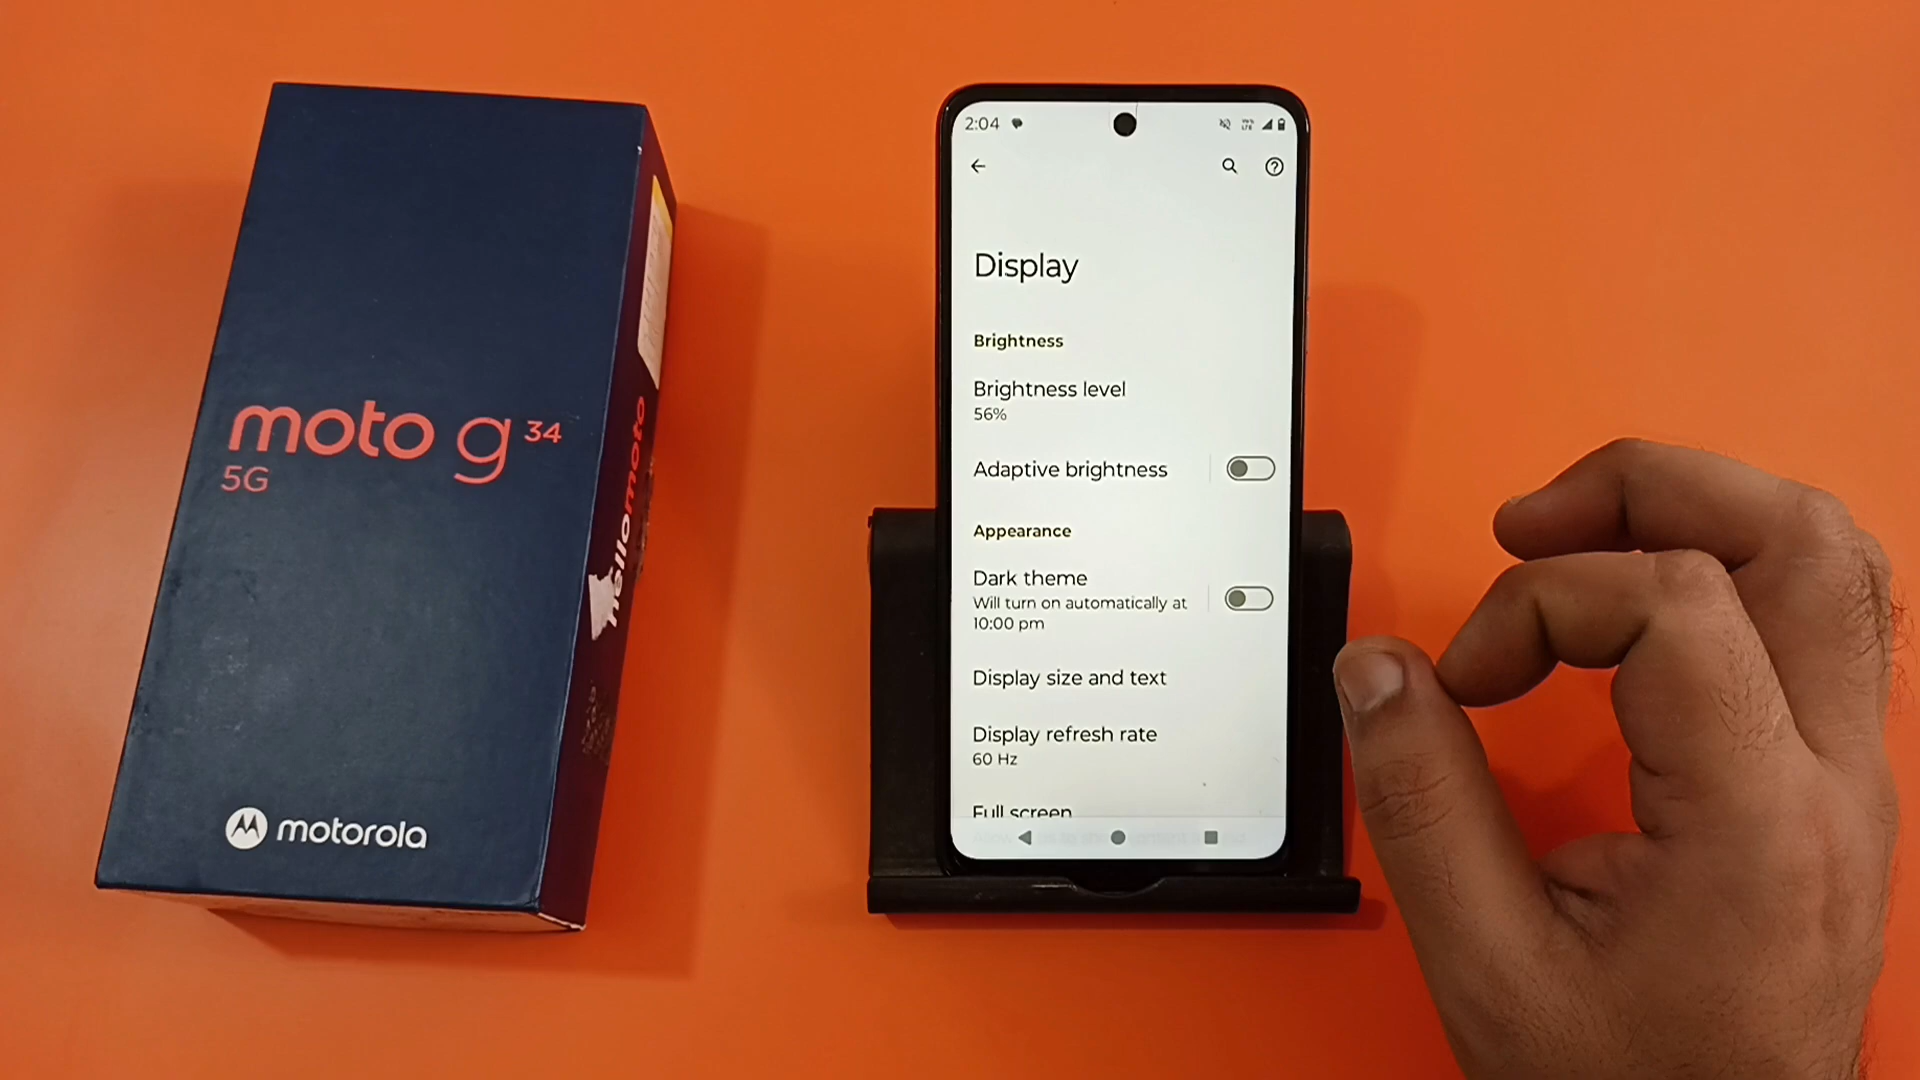 moto g 34
5G
hellomoto
motorola
2:04
Display
Brightness
Brightness level
56%
Adaptive brightness
Appearance
Dark theme
Will turn on automatically at
10:00 pm
Display size and text
Display refresh rate
60 Hz
Full screen